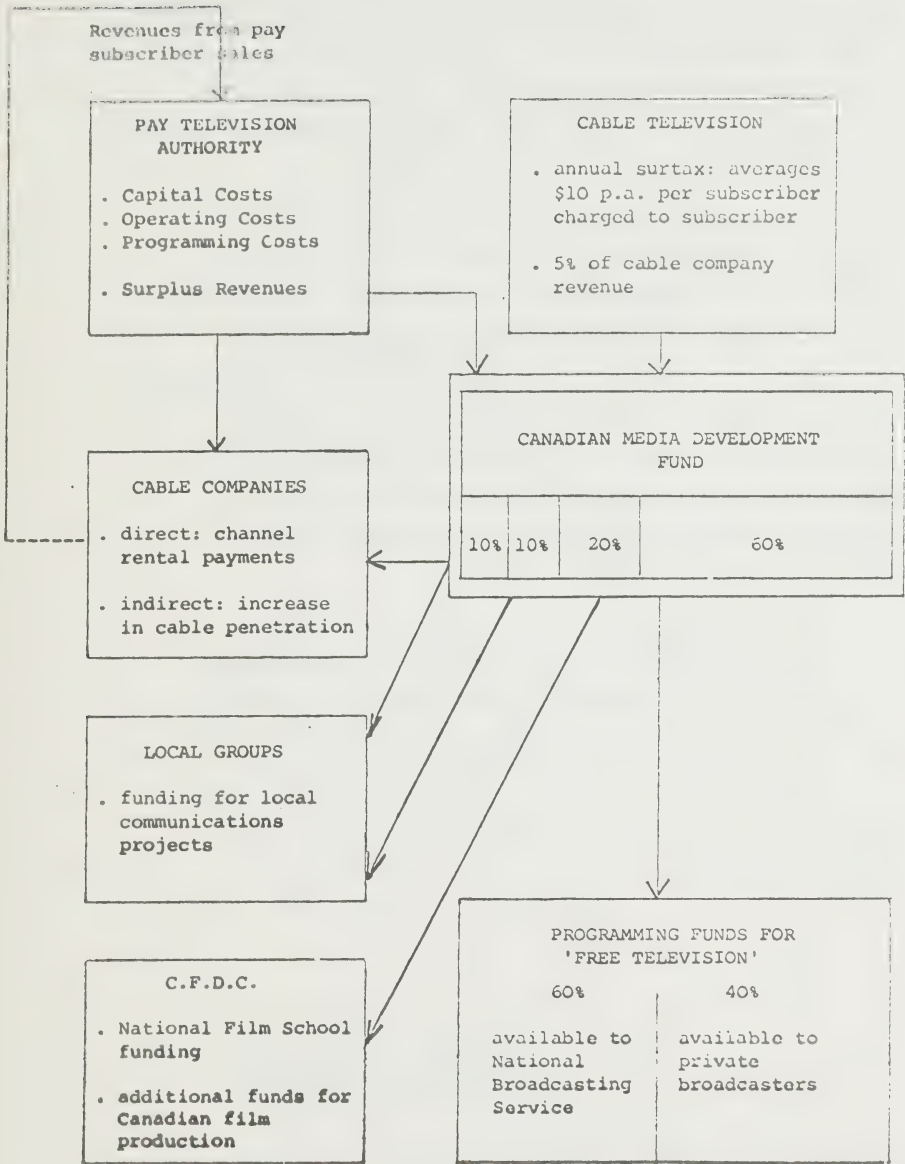 Revenues from pay
subscriber sales
PAY TELEVISION
AUTHORITY
. Capital Costs
. Operating Costs
. Programming Costs
. Surplus Revenues
CABLE TELEVISION
. annual surtax: averages
$10 p.a. per subscriber
charged to subscriber
. 5% of cable company
revenue
CANADIAN MEDIA DEVELOPMENT
FUND
10% 10% 20% 60%
CABLE COMPANIES
. direct: channel
rental payments
. indirect: increase
in cable penetration
LOCAL GROUPS
. funding for local
communications
projects
C.F.D.C.
. National Film School
funding
. additional funds for
Canadian film
production
PROGRAMMING FUNDS FOR
'FREE TELEVISION'
60% 40%
available to
National
Broadcasting
Service
available to
private
broadcasters